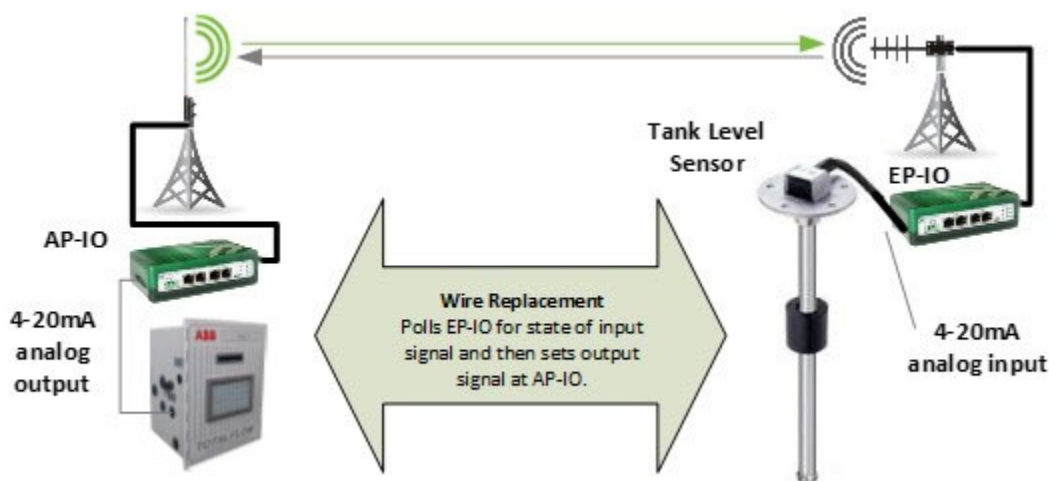 Tank Level
Sensor
EP-IO
AP-IO
4-20mA
analog
output
ABB
TOTALFLOW
Wire Replacement
Polls EP-IO for state of input
signal and then sets output
signal at AP-IO.
4-20mA
analog input